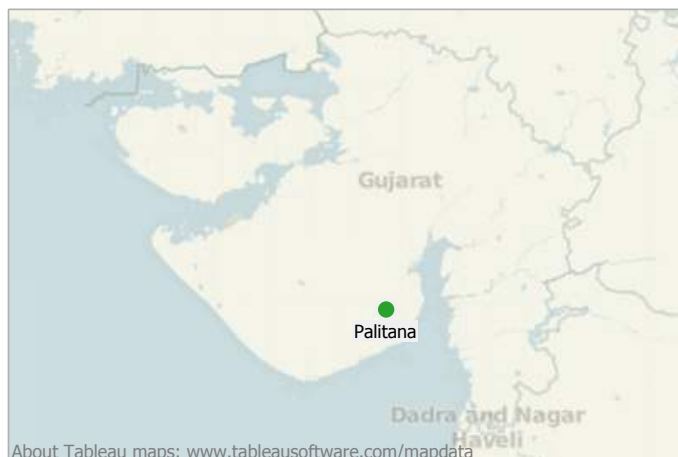 Gujarat
Palitana
Dadra and Nagar
Haveli
About Tableau maps: www.tableausoftware.com/mapdata